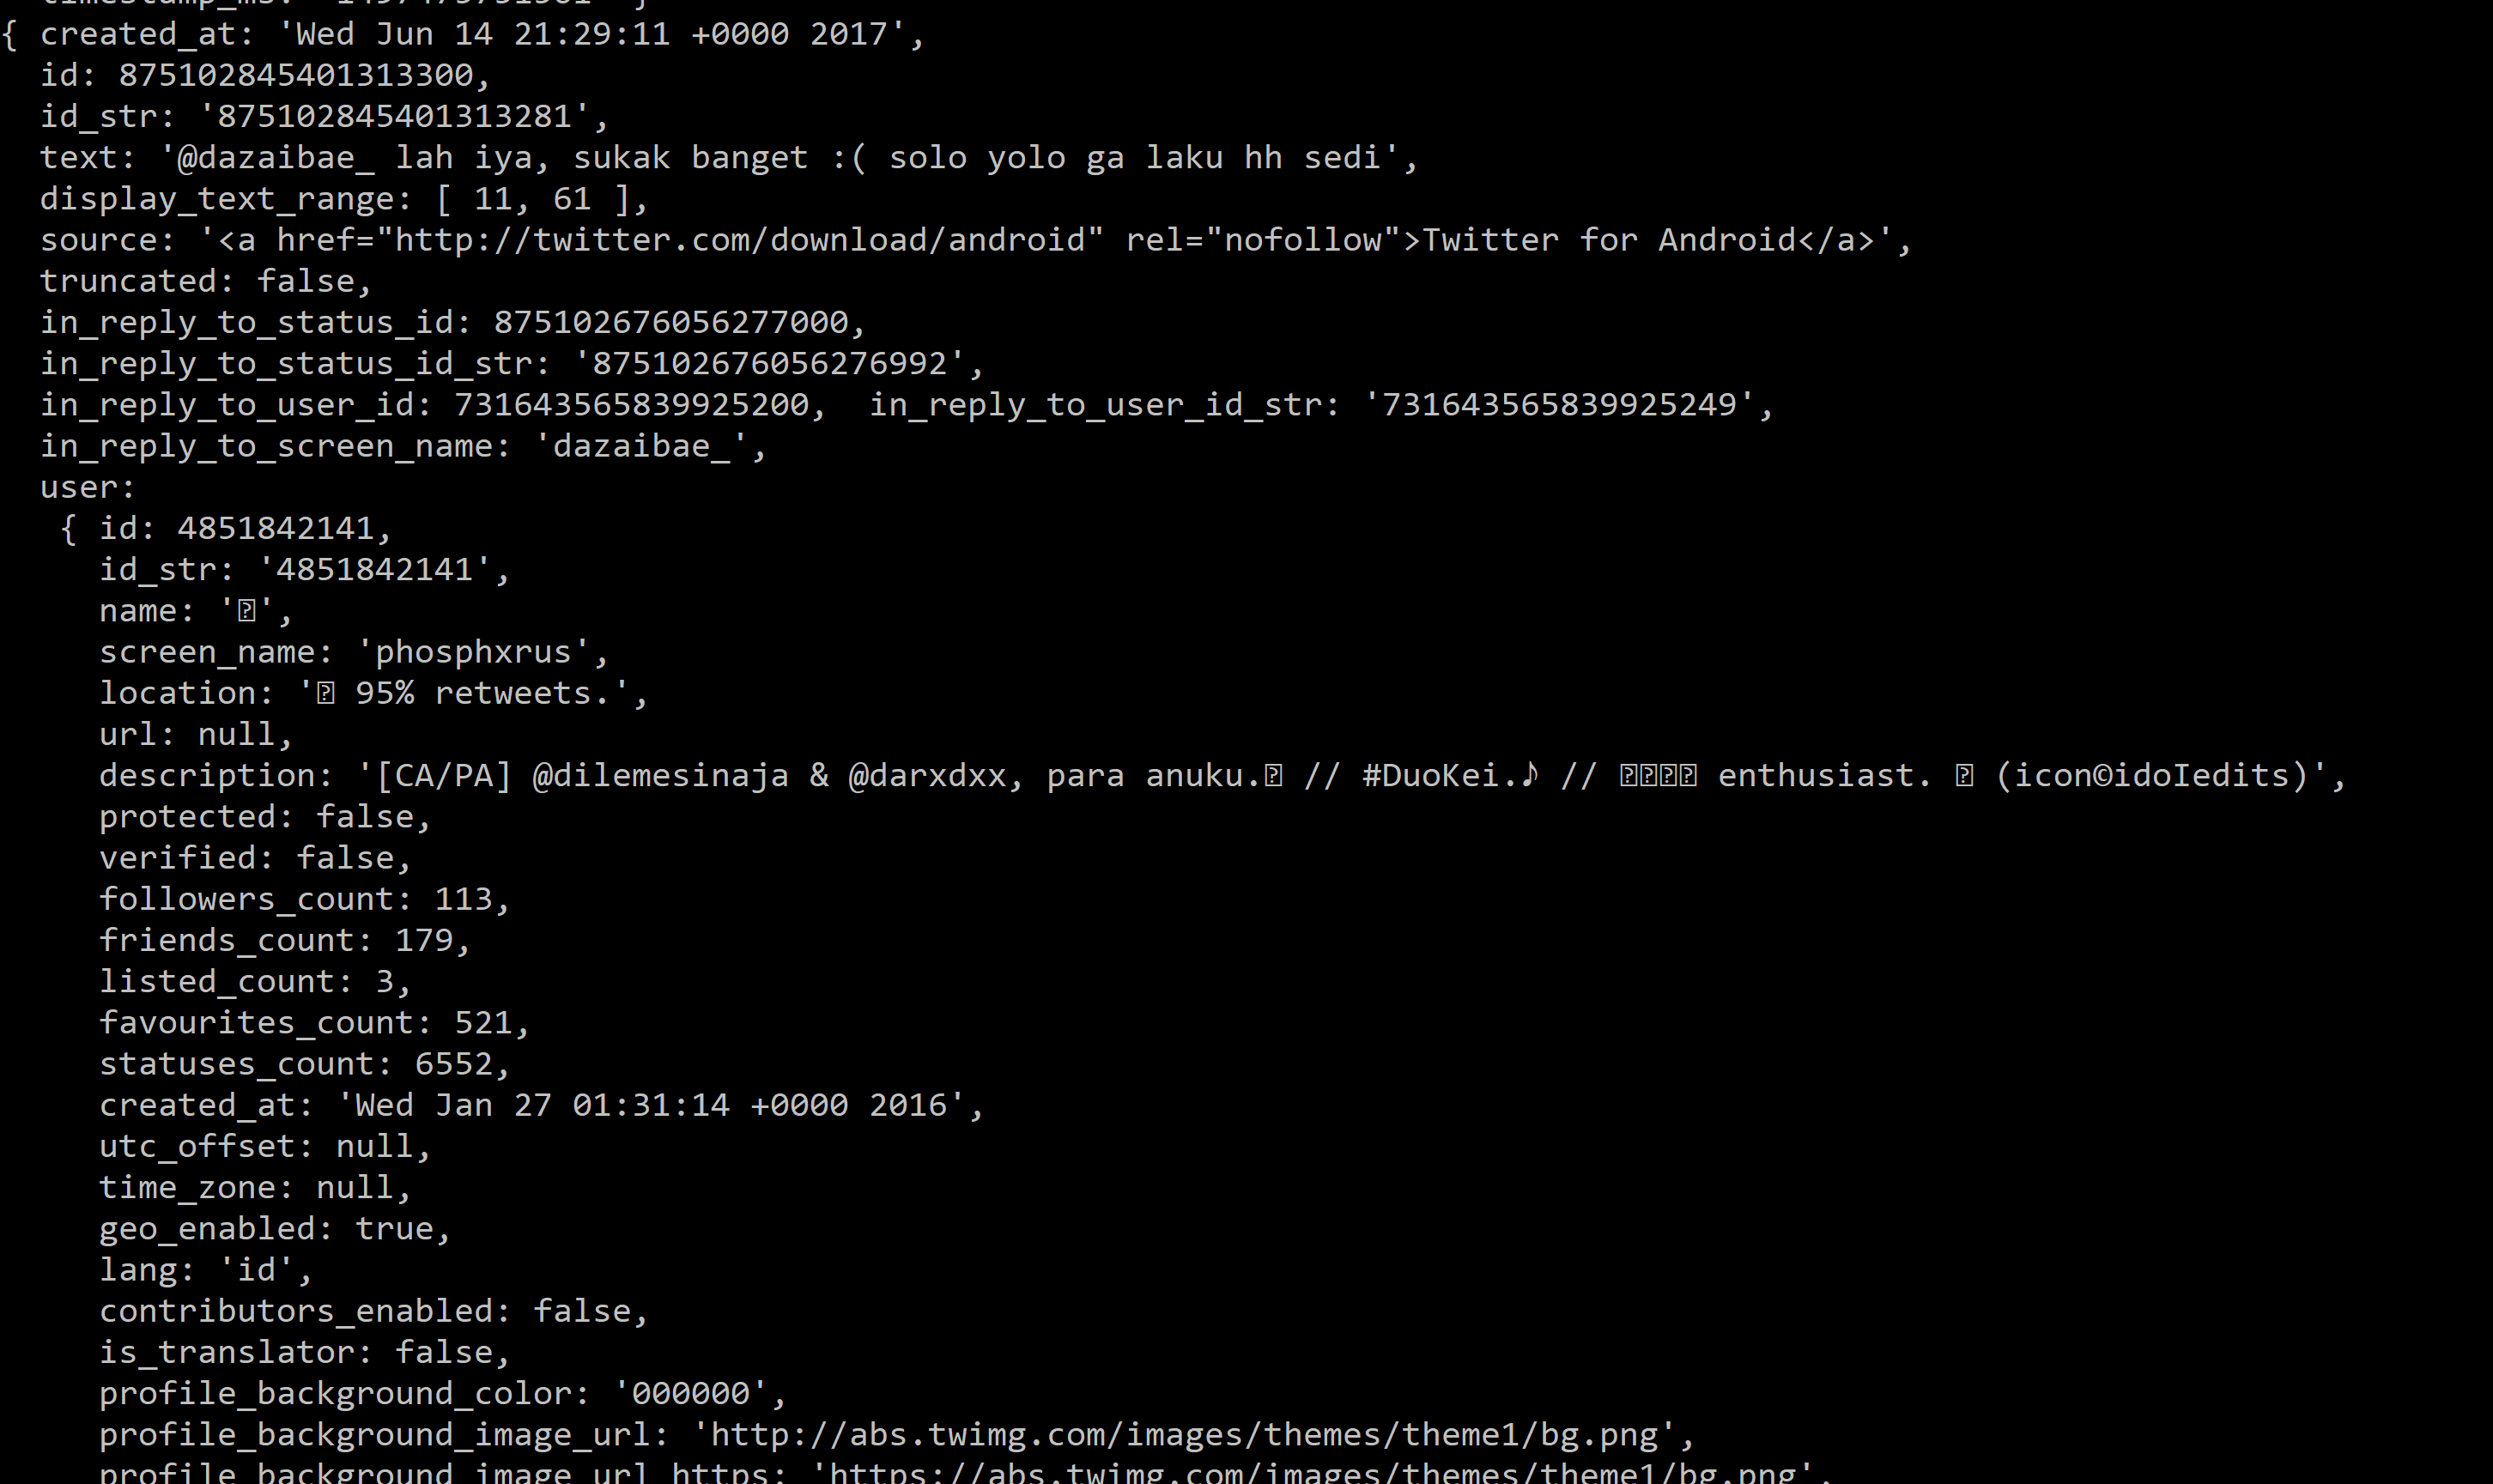 { created_at: 'Wed Jun 14 21:29:11 +0000 2017',
id: 875102845401313300,
id_str: '875102845401313281',
text: '@dazaibae_ lah iya, sukak banget :( solo yolo ga laku hh sedi',
display_text_range: [ 11, 61 ],
source: '<a href="http://twitter.com/download/android" rel="nofollow">Twitter for Android</a>',
truncated: false,
in_reply_to_status_id: 875102676056277000,
in_reply_to_status_id_str: '875102676056276992',
in_reply_to_user_id: 731643565839925200,  in_reply_to_user_id_str: '731643565839925249',
in_reply_to_screen_name: 'dazaibae_',
user:
{ id: 4851842141,
id_str: '4851842141',
name: '⍰',
screen_name: 'phosphxrus',
location: '⍰ 95% retweets.',
url: null,
description: '[CA/PA] @dilemesinaja & @darxdxx, para anuku.⍰ // #DuoKei.♪ // ⍰⍰⍰⍰ enthusiast. ⍰ (icon©idoIedits)',
protected: false,
verified: false,
followers_count: 113,
friends_count: 179,
listed_count: 3,
favourites_count: 521,
statuses_count: 6552,
created_at: 'Wed Jan 27 01:31:14 +0000 2016',
utc_offset: null,
time_zone: null,
geo_enabled: true,
lang: 'id',
contributors_enabled: false,
is_translator: false,
profile_background_color: '000000',
profile_background_image_url: 'http://abs.twimg.com/images/themes/theme1/bg.png',
profile_background_image_url_https: 'https://abs.twimg.com/images/themes/theme1/bg.png',